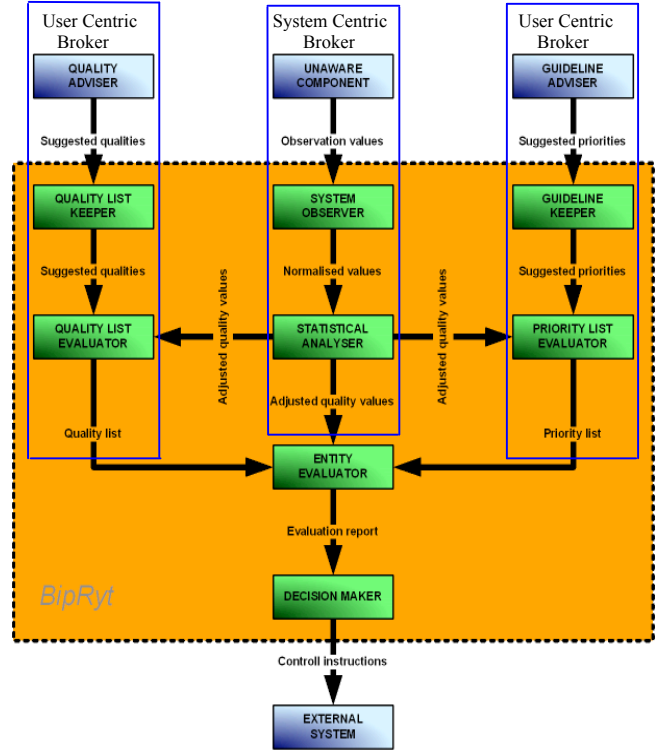 User Centric
Broker
System Centric
Broker
User Centric
Broker
QUALITY
ADVISER
UNAWARE
COMPONENT
GUIDELINE
ADVISER
Suggested qualities
Observation values
Suggested priorities
QUALITY LIST
KEEPER
SYSTEM
OBSERVER
GUIDELINE
KEEPER
Suggested qualities
Normalised values
Suggested priorities
QUALITY LIST
EVALUATOR
Adjusted quality values
STATISTICAL
ANALYSER
Adjusted quality values
PRIORITY LIST
EVALUATOR
Adjusted quality values
Quality list
Priority list
ENTITY
EVALUATOR
Evaluation report
BipRyt
DECISION MAKER
Controll instructions
EXTERNAL
SYSTEM